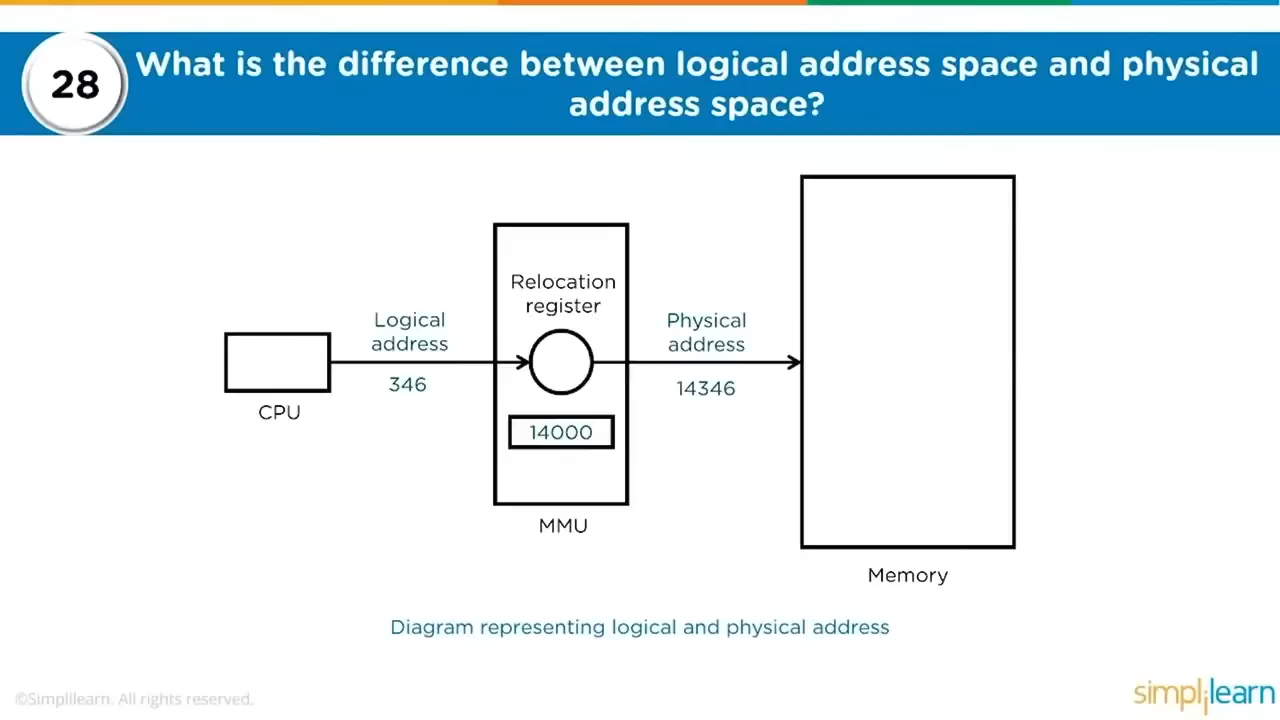 28
What is the difference between logical address space and physical
address space?
Relocation
register
Logical
address
346
Physical
address
14346
CPU
14000
MMU
Memory
Diagram representing logical and physical address
©Simplilearn. All rights reserved.
simplilearn